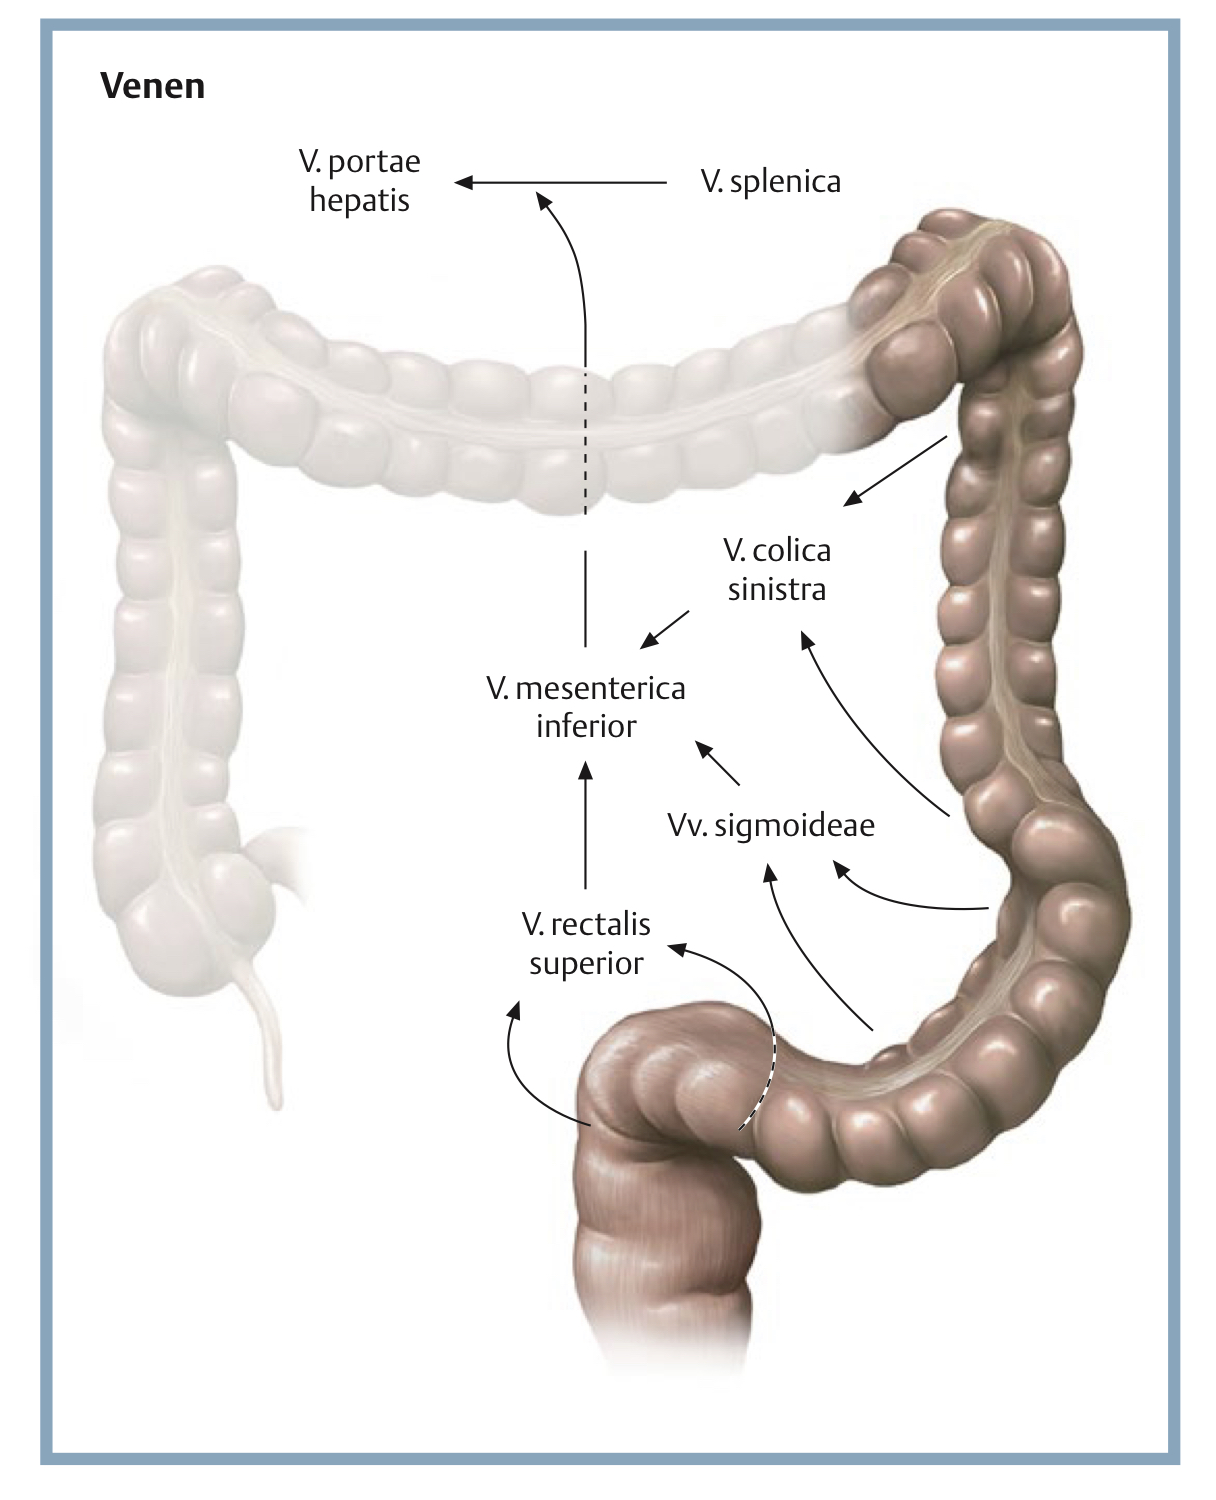 Venen
V. portae
hepatis
V. splenica
V. colica
sinistra
V. mesenterica
inferior
Vv. sigmoideae
V. rectalis
superior